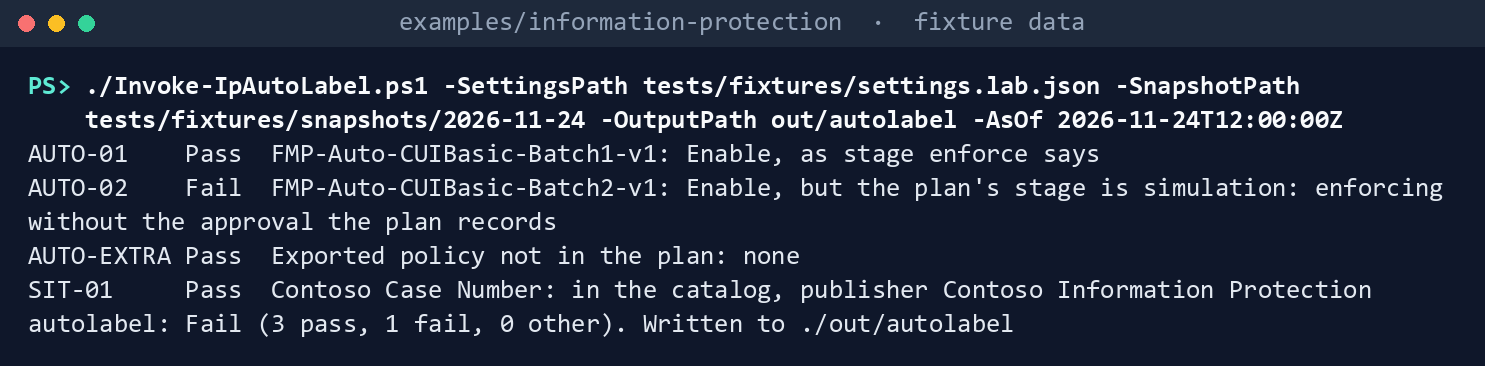 examples/information-protection · fixture data
PS> ./Invoke-IpAutoLabel.ps1 -SettingsPath tests/fixtures/settings.lab.json -SnapshotPath
tests/fixtures/snapshots/2026-11-24 -OutputPath out/autolabel -AsOf 2026-11-24T12:00:00Z
AUTO-01    Pass  FMP-Auto-CUIBasic-Batch1-v1: Enable, as stage enforce says
AUTO-02    Fail  FMP-Auto-CUIBasic-Batch2-v1: Enable, but the plan's stage is simulation: enforcing
without the approval the plan records
AUTO-EXTRA Pass  Exported policy not in the plan: none
SIT-01     Pass  Contoso Case Number: in the catalog, publisher Contoso Information Protection
autolabel: Fail (3 pass, 1 fail, 0 other). Written to ./out/autolabel